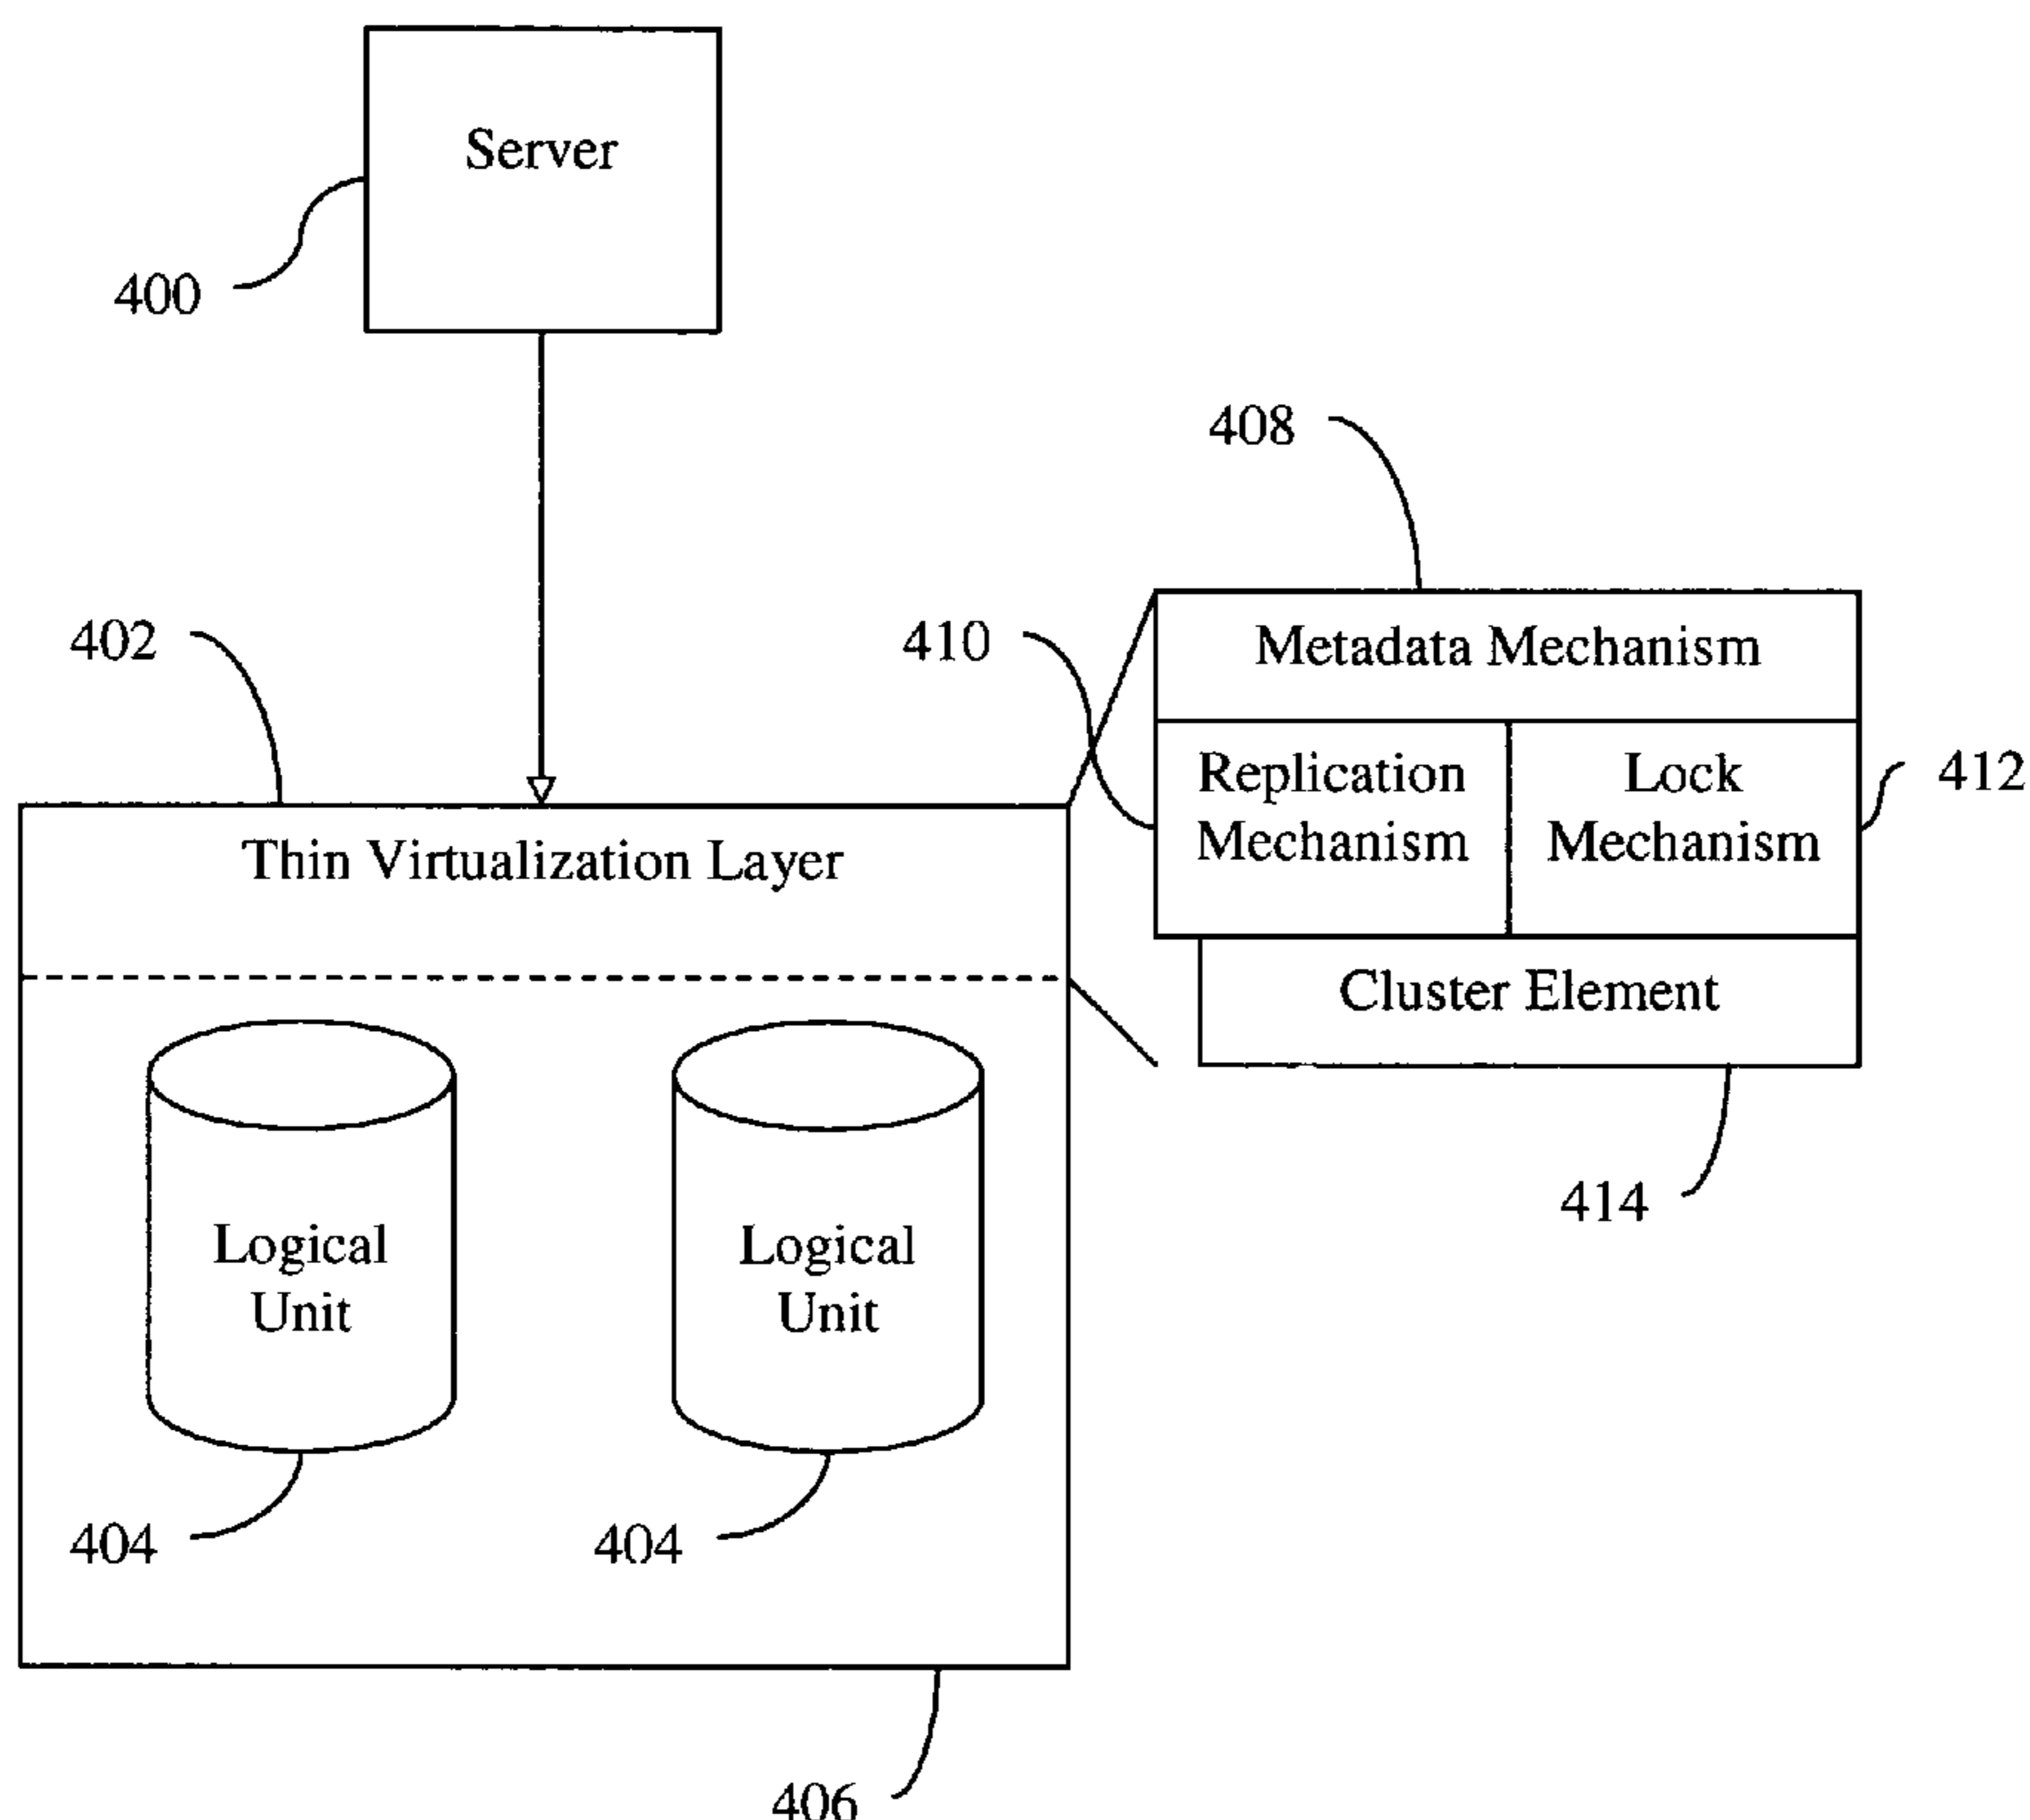 Server
400
408
402
410
Metadata Mechanism
Replication
Mechanism
Lock
Mechanism
412
Thin Virtualization Layer
Cluster Element
414
Logical
Unit
Logical
Unit
404
404
406